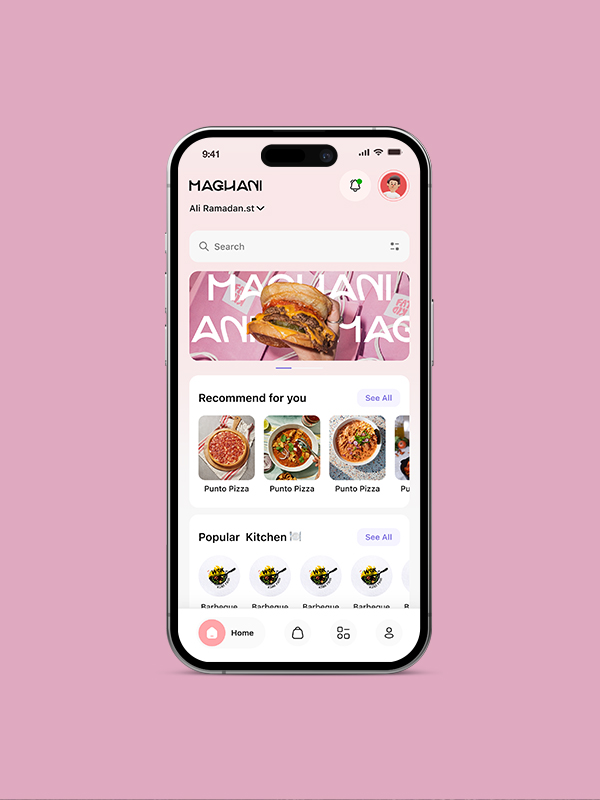 9:41
MAGHANI
Ali Ramadan.st
Search
MAGHANI
ANI MAG
Recommend for you
See All
Punto Pizza
Punto Pizza
Punto Pizza
Pu
Popular Kitchen
See All
Barbeque
Barbeque
Barbeque
Barbeque
Home